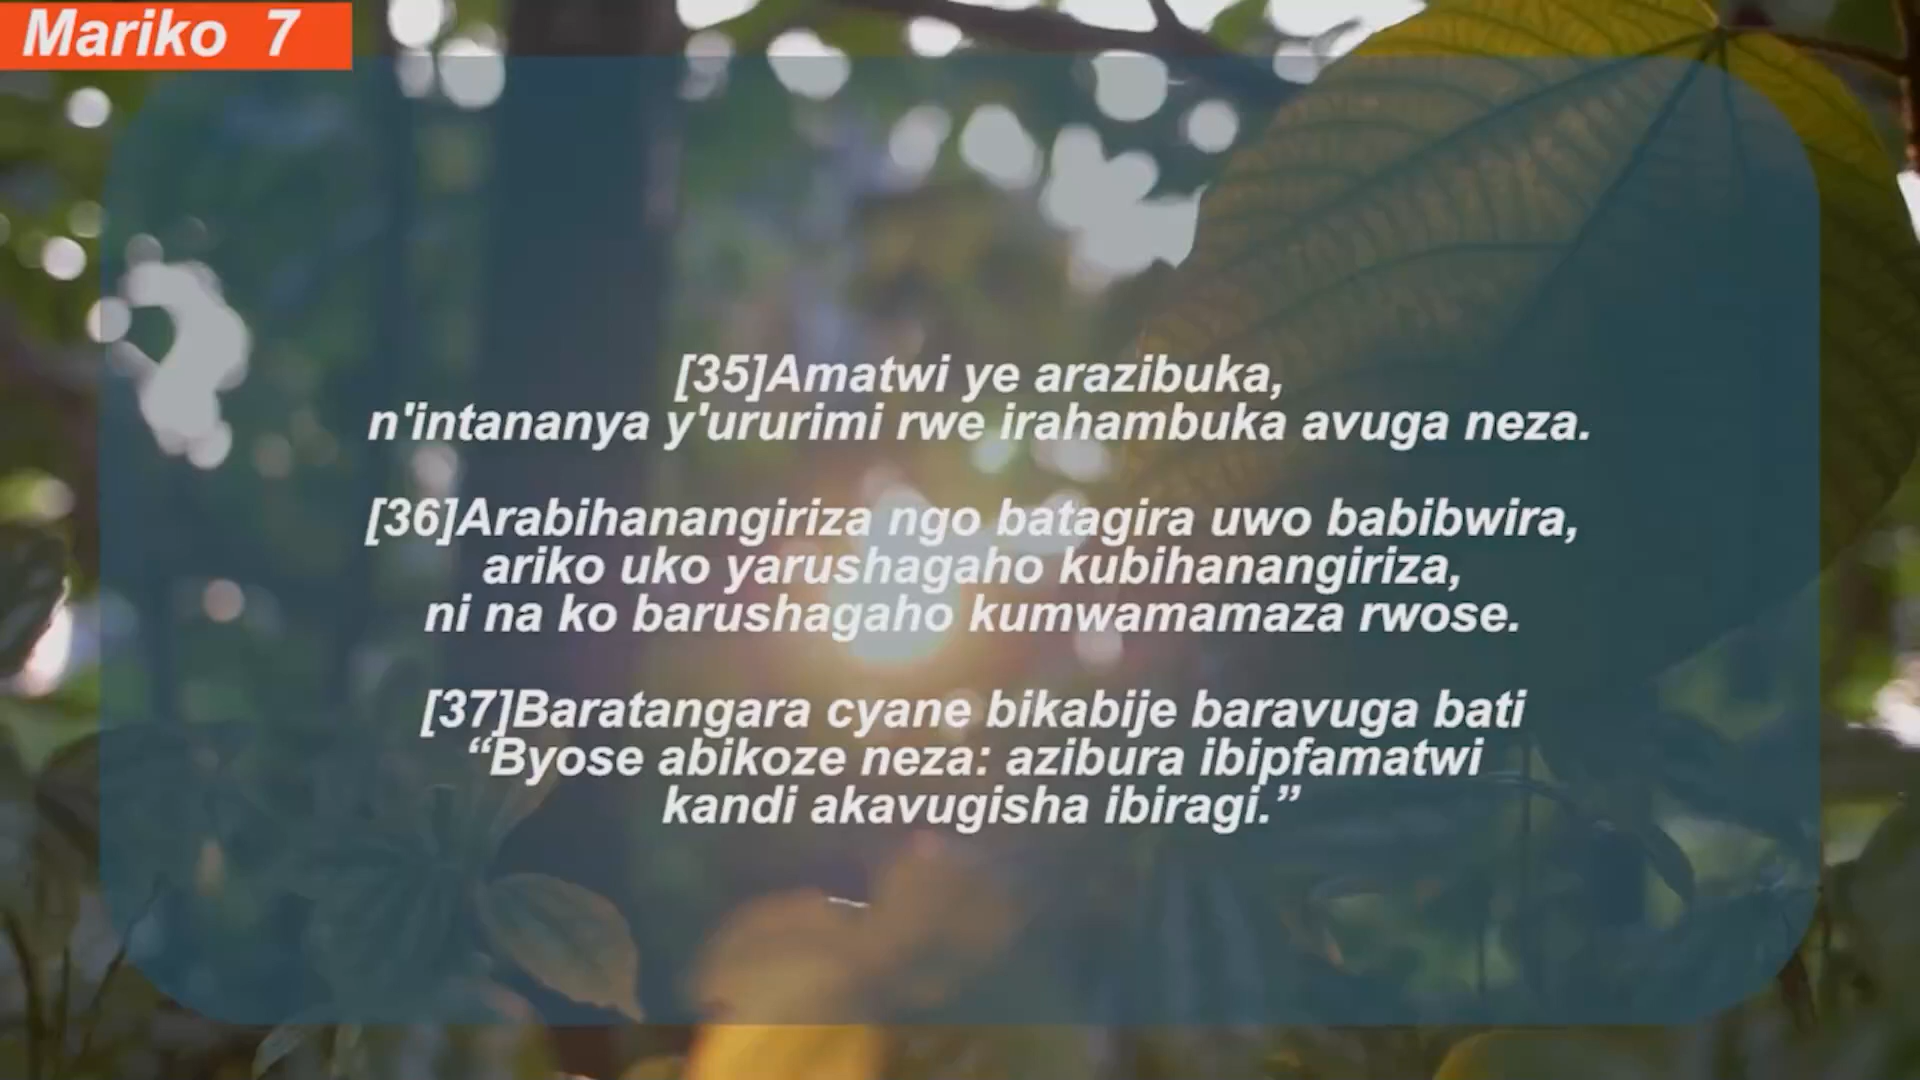 Mariko 7
[35]Amatwi ye arazibuka,
n'intananya y'ururimi rwe irahambuka avuga neza.
[36]Arabihanangiriza ngo batagira uwo babibwira,
ariko uko yarushagaho kubihanangiriza,
ni na ko barushagaho kumwamamaza rwose.
[37]Baratangara cyane bikabije baravuga bati
“Byose abikoze neza: azibura ibipfamatwi
kandi akavugisha ibiragi.”